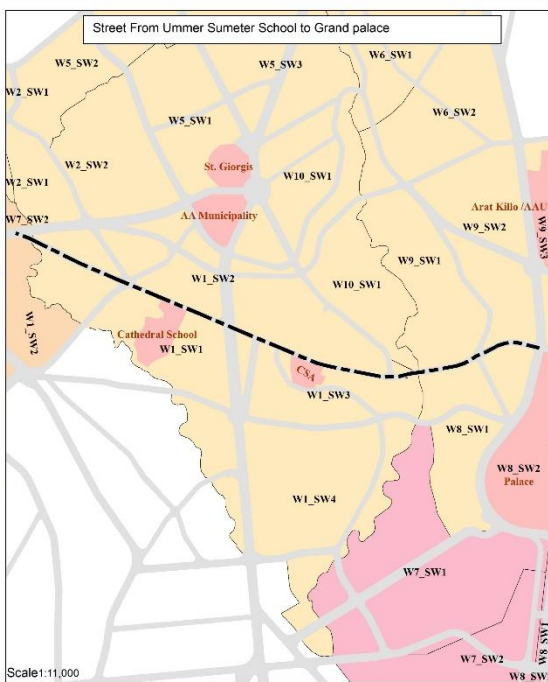 Street From Ummer Sumeter School to Grand palace
W6_SW1
W5_SW2
W5_SW3
W2_SW1
W6_SW2
W5_SW1
W2_SW2
St. Giorgis
W10_SW1
W2_SW1
Arat Killo /AAU
W7_SW2
AA Municipality
W9_SW2
W9_SW3
W9_SW1
W1_SW2
W10_SW1
Cathedral School
W1_SW2
W1_SW1
CSA
W1_SW3
W8_SW1
W8_SW2
Palace
W1_SW4
W7_SW1
W8_SW1
W7_SW2
W8_SW
Scale1:11,000